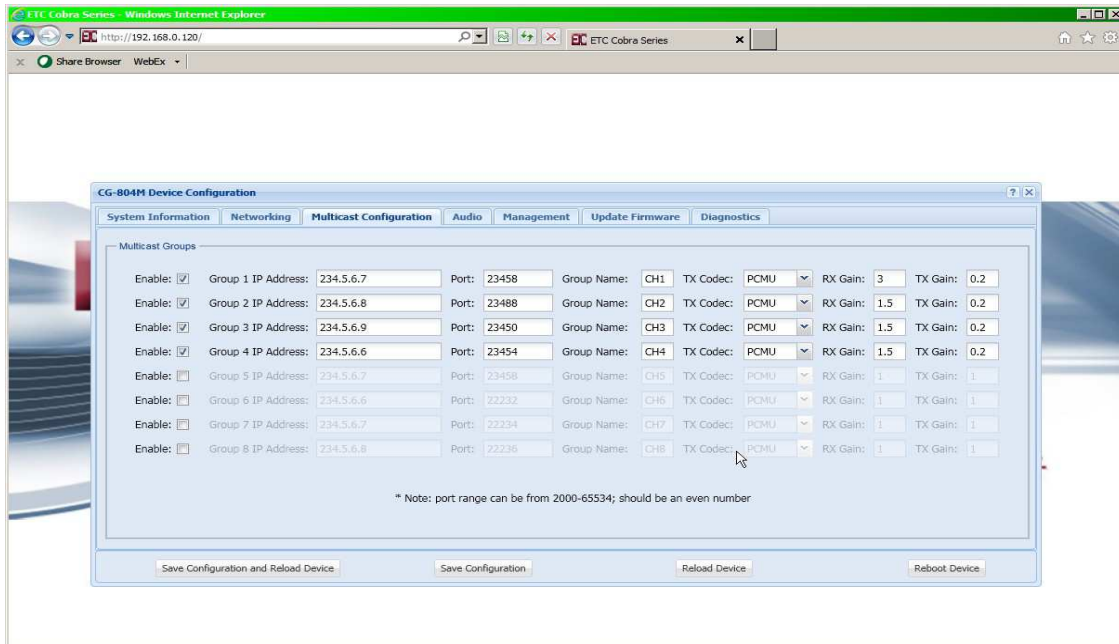 ETC Cobra Series - Windows Internet Explorer
http://192.168.0.120/
ETC Cobra Series
Share Browser WebEx
CG-804M Device Configuration
System Information Networking Multicast Configuration Audio Management Update Firmware Diagnostics
Multicast Groups
Enable: Group 1 IP Address: 234.5.6.7 Port: 23458 Group Name: CH1 TX Codec: PCMU RX Gain: 3 TX Gain: 0.2
Enable: Group 2 IP Address: 234.5.6.8 Port: 23488 Group Name: CH2 TX Codec: PCMU RX Gain: 1.5 TX Gain: 0.2
Enable: Group 3 IP Address: 234.5.6.9 Port: 23450 Group Name: CH3 TX Codec: PCMU RX Gain: 1.5 TX Gain: 0.2
Enable: Group 4 IP Address: 234.5.6.6 Port: 23454 Group Name: CH4 TX Codec: PCMU RX Gain: 1.5 TX Gain: 0.2
Enable: Group 5 IP Address: 234.5.6.7 Port: 23458 Group Name: CH5 TX Codec: PCMU RX Gain: 1 TX Gain: 1
Enable: Group 6 IP Address: 234.5.6.6 Port: 22232 Group Name: CH6 TX Codec: PCMU RX Gain: 1 TX Gain: 1
Enable: Group 7 IP Address: 234.5.6.7 Port: 22234 Group Name: CH7 TX Codec: PCMU RX Gain: 1 TX Gain: 1
Enable: Group 8 IP Address: 234.5.6.8 Port: 22236 Group Name: CH8 TX Codec: PCMU RX Gain: 1 TX Gain: 1
* Note: port range can be from 2000-65534; should be an even number
Save Configuration and Reload Device Save Configuration Reload Device Reboot Device